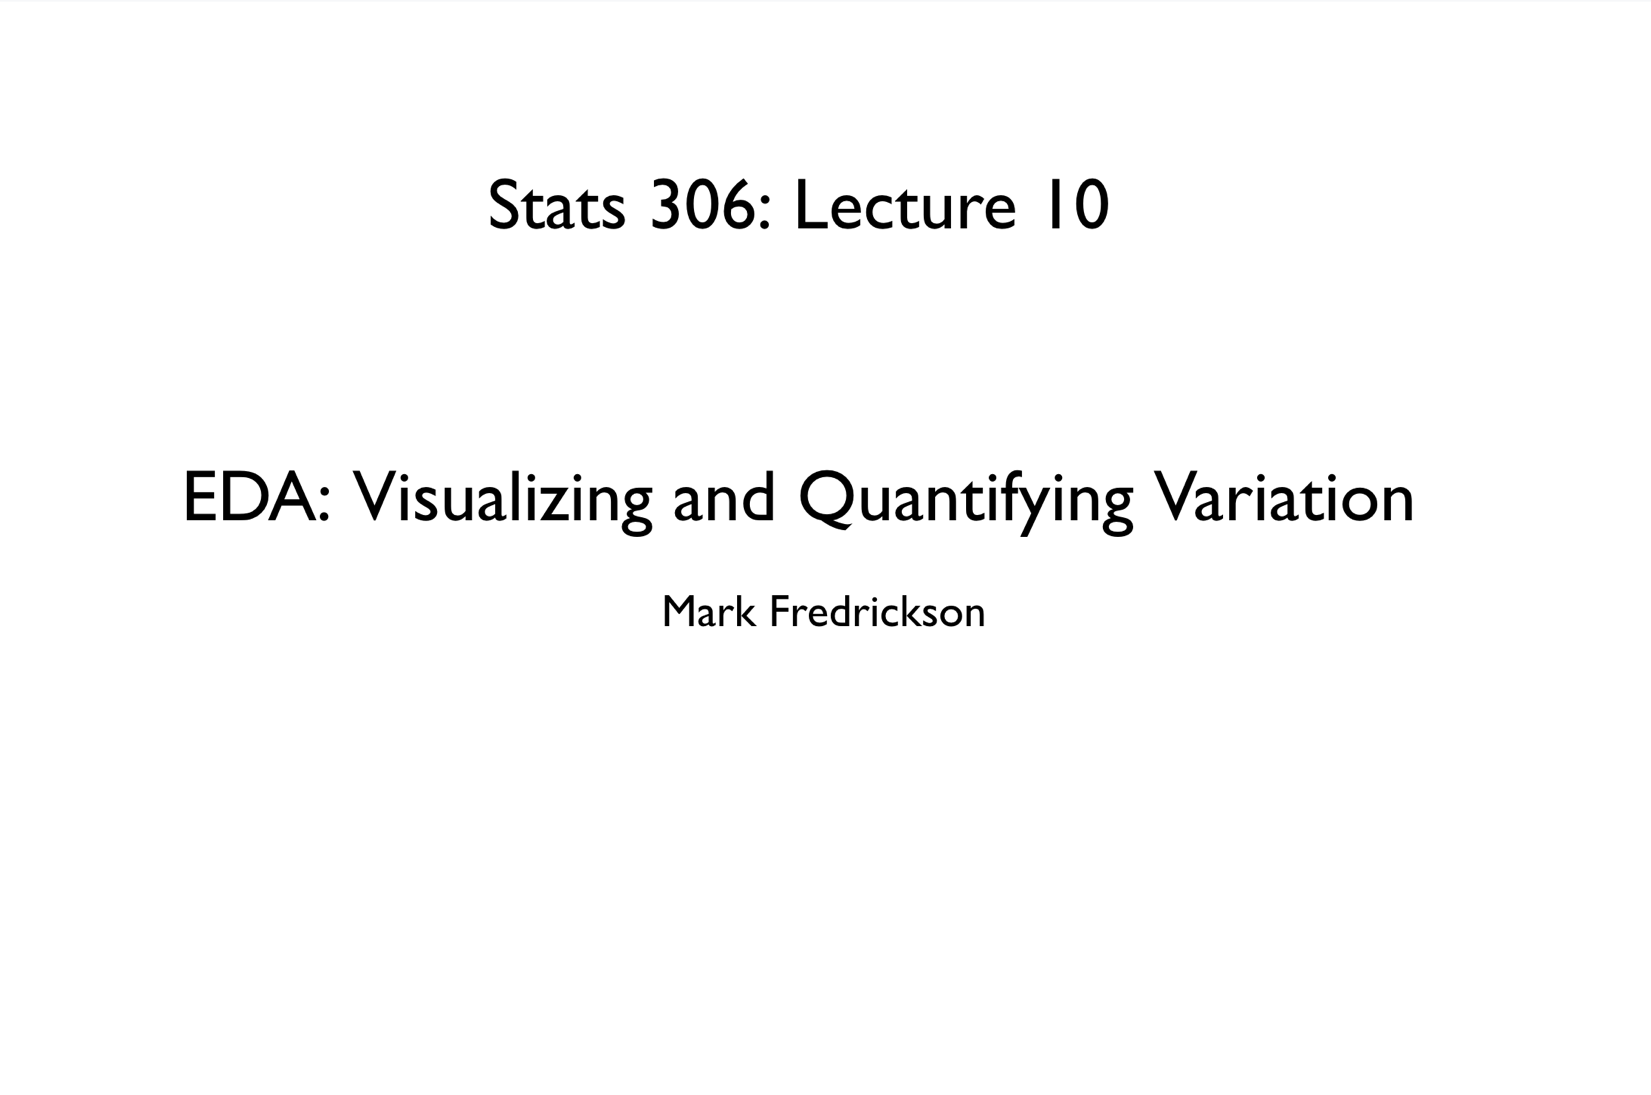 Stats 306: Lecture 10
EDA: Visualizing and Quantifying Variation
Mark Fredrickson